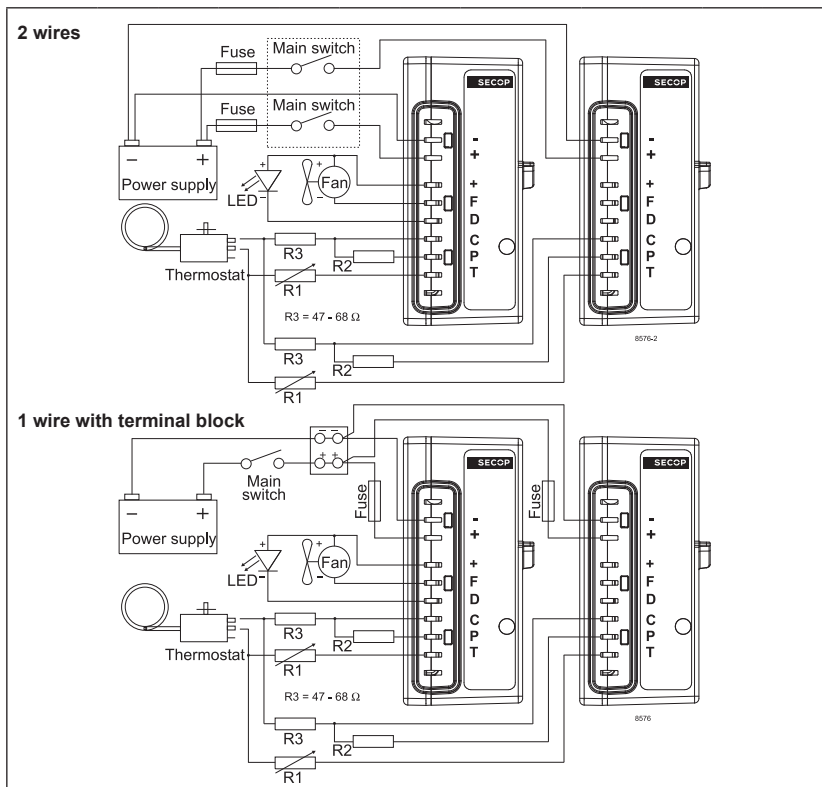 2 wires
Fuse
Main switch
SECOP
SECOP
Fuse
Main switch
-
+
-
+
-
+
Power supply
+
LED
-
+
Fan
-
+
F
D
C
P
T
+
F
D
C
P
T
Thermostat
R3
R2
R1
R3 = 47 - 68 Ω
8576-2
R3
R2
R1
1 wire with terminal block
- -
+ +
Main
switch
SECOP
SECOP
Fuse
Fuse
-
+
Power supply
-
+
-
+
+
LED
-
+
Fan
-
+
F
D
C
P
T
+
F
D
C
P
T
Thermostat
R3
R2
R1
R3 = 47 - 68 Ω
8576
R3
R2
R1